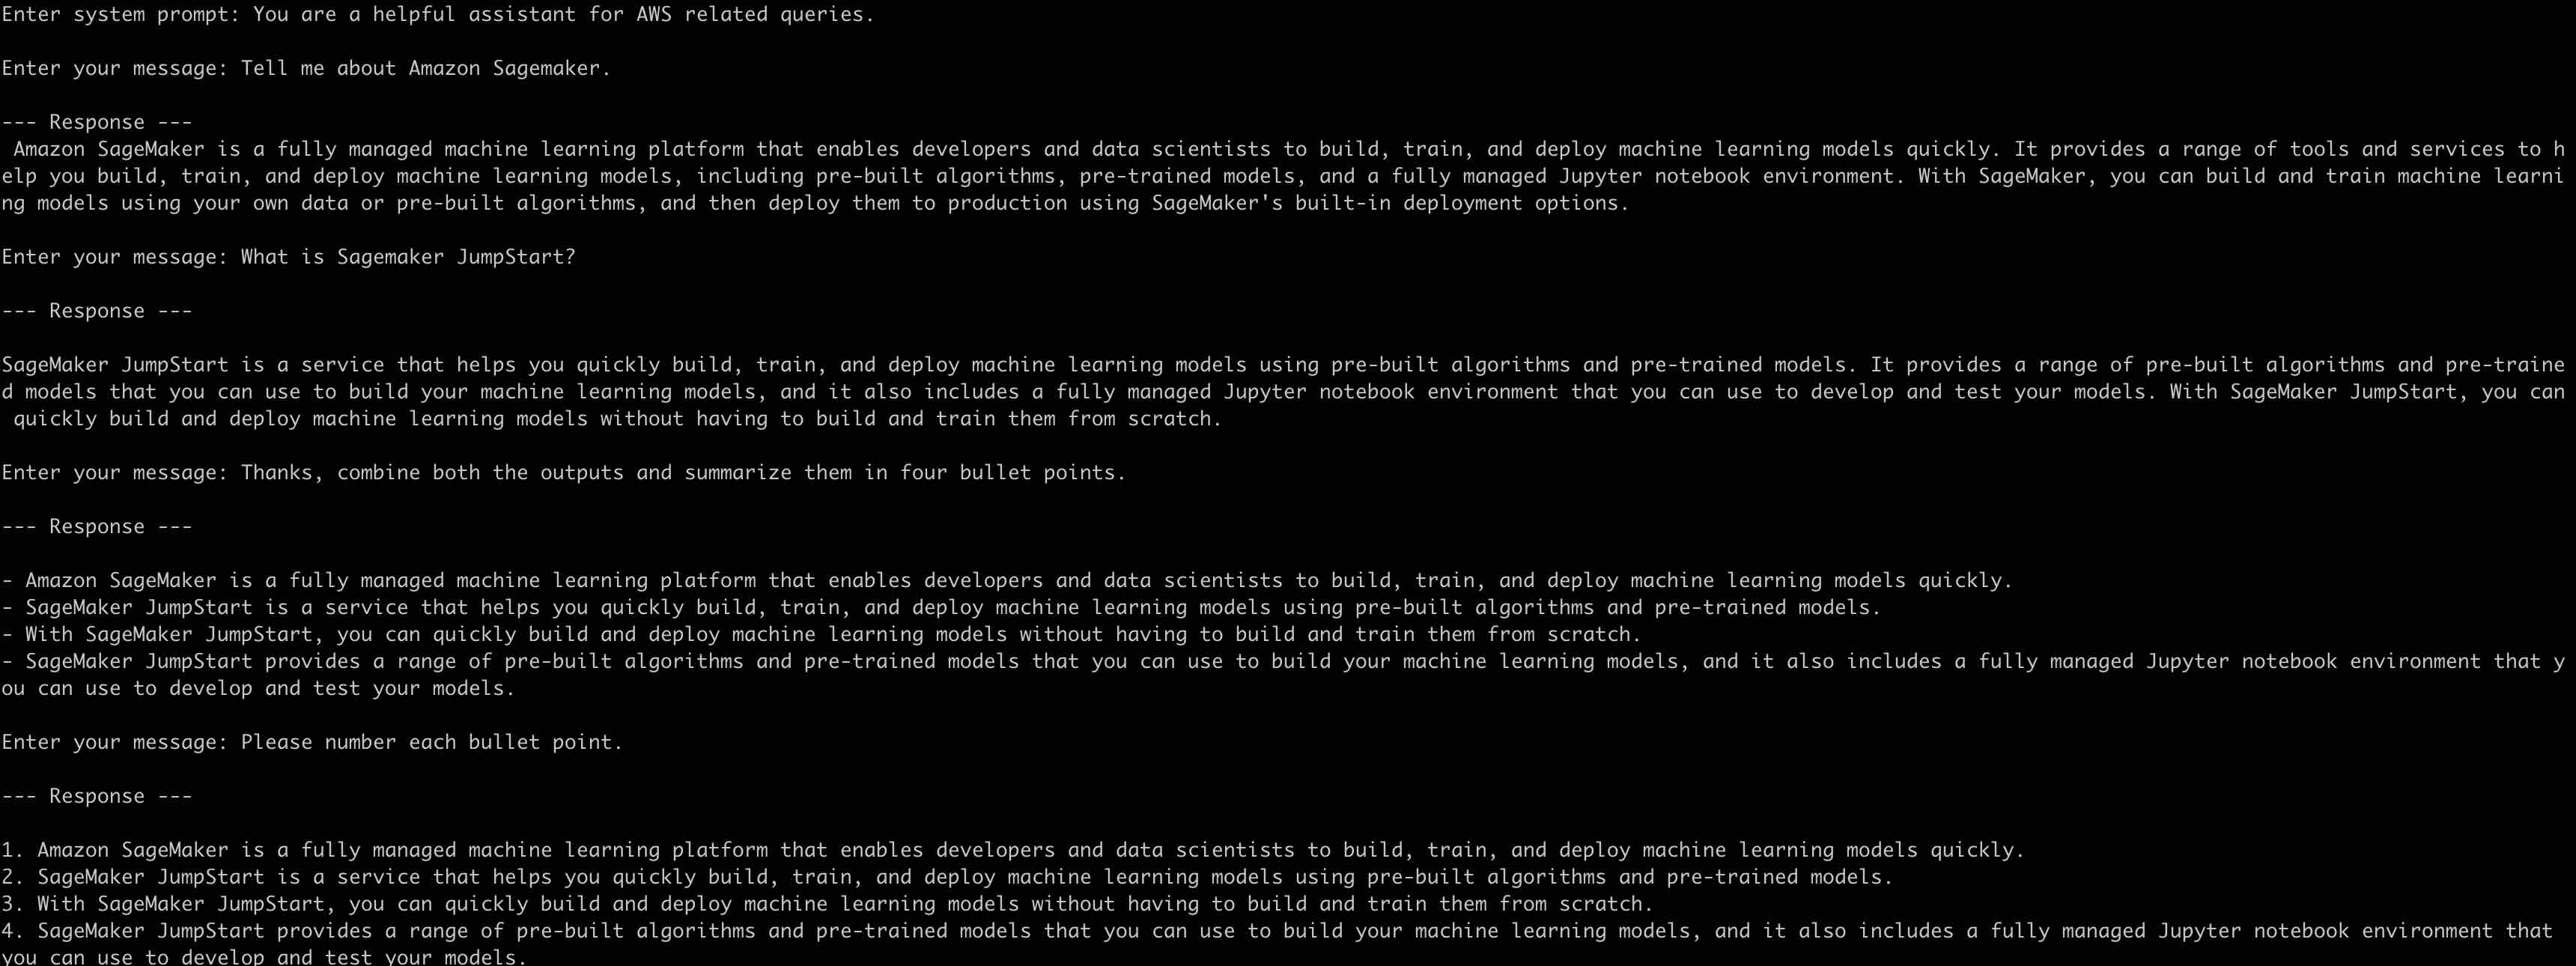 Enter system prompt: You are a helpful assistant for AWS related queries.
Enter your message: Tell me about Amazon Sagemaker.
--- Response ---
Amazon SageMaker is a fully managed machine learning platform that enables developers and data scientists to build, train, and deploy machine learning models quickly. It provides a range of tools and services to h
elp you build, train, and deploy machine learning models, including pre-built algorithms, pre-trained models, and a fully managed Jupyter notebook environment. With SageMaker, you can build and train machine learni
ng models using your own data or pre-built algorithms, and then deploy them to production using SageMaker's built-in deployment options.
Enter your message: What is Sagemaker JumpStart?
--- Response ---
SageMaker JumpStart is a service that helps you quickly build, train, and deploy machine learning models using pre-built algorithms and pre-trained models. It provides a range of pre-built algorithms and pre-traine
d models that you can use to build your machine learning models, and it also includes a fully managed Jupyter notebook environment that you can use to develop and test your models. With SageMaker JumpStart, you can
quickly build and deploy machine learning models without having to build and train them from scratch.
Enter your message: Thanks, combine both the outputs and summarize them in four bullet points.
--- Response ---
- Amazon SageMaker is a fully managed machine learning platform that enables developers and data scientists to build, train, and deploy machine learning models quickly.
- SageMaker JumpStart is a service that helps you quickly build, train, and deploy machine learning models using pre-built algorithms and pre-trained models.
- With SageMaker JumpStart, you can quickly build and deploy machine learning models without having to build and train them from scratch.
- SageMaker JumpStart provides a range of pre-built algorithms and pre-trained models that you can use to build your machine learning models, and it also includes a fully managed Jupyter notebook environment that y
ou can use to develop and test your models.
Enter your message: Please number each bullet point.
--- Response ---
1. Amazon SageMaker is a fully managed machine learning platform that enables developers and data scientists to build, train, and deploy machine learning models quickly.
2. SageMaker JumpStart is a service that helps you quickly build, train, and deploy machine learning models using pre-built algorithms and pre-trained models.
3. With SageMaker JumpStart, you can quickly build and deploy machine learning models without having to build and train them from scratch.
4. SageMaker JumpStart provides a range of pre-built algorithms and pre-trained models that you can use to build your machine learning models, and it also includes a fully managed Jupyter notebook environment that
you can use to develop and test your models.